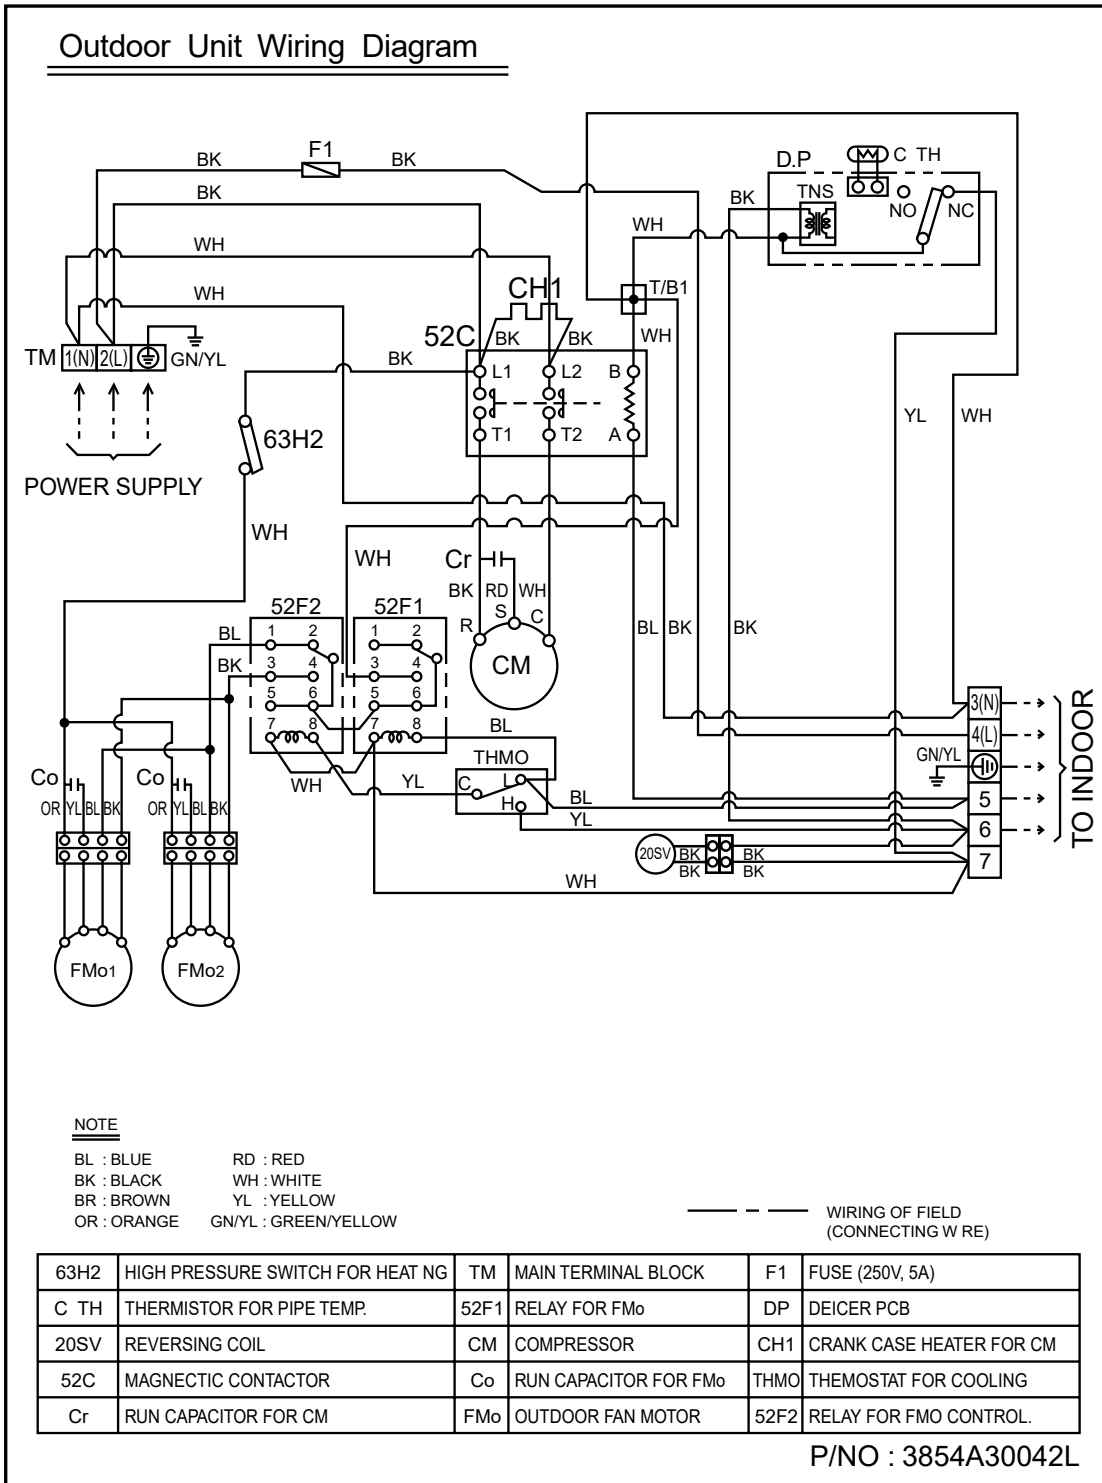 Outdoor Unit Wiring Diagram
BK
F1
BK
BK
WH
WH
D.P
C TH
TNS
BK
NO
NC
WH
T/B1
CH1
52C
BK
BK
WH
TM
1(N)
2(L)
GN/YL
BK
L1
L2
B
T1
T2
A
63H2
POWER SUPPLY
YL
WH
WH
WH
Cr
BK
RD
WH
R
S
C
CM
BL
BK
BK
52F2
52F1
BL
BK
1 2
3 4
5 6
7 8
1 2
3 4
5 6
7 8
BL
THMO
C
L
H
WH
YL
BL
YL
3(N)
4(L)
GN/YL
5
6
7
TO INDOOR
20SV
BK
BK
BK
BK
WH
Co
OR YL BL BK
Co
OR YL BL BK
FMo1
FMo2
NOTE
BL : BLUE
RD : RED
BK : BLACK
WH : WHITE
BR : BROWN
YL : YELLOW
OR : ORANGE
GN/YL : GREEN/YELLOW
WIRING OF FIELD
(CONNECTING W RE)
63H2 HIGH PRESSURE SWITCH FOR HEAT NG TM MAIN TERMINAL BLOCK F1 FUSE (250V, 5A)
C TH THERMISTOR FOR PIPE TEMP. 52F1 RELAY FOR FMo DP DEICER PCB
20SV REVERSING COIL CM COMPRESSOR CH1 CRANK CASE HEATER FOR CM
52C MAGNECTIC CONTACTOR Co RUN CAPACITOR FOR FMo THMO THEMOSTAT FOR COOLING
Cr RUN CAPACITOR FOR CM FMo OUTDOOR FAN MOTOR 52F2 RELAY FOR FMO CONTROL.
P/NO : 3854A30042L